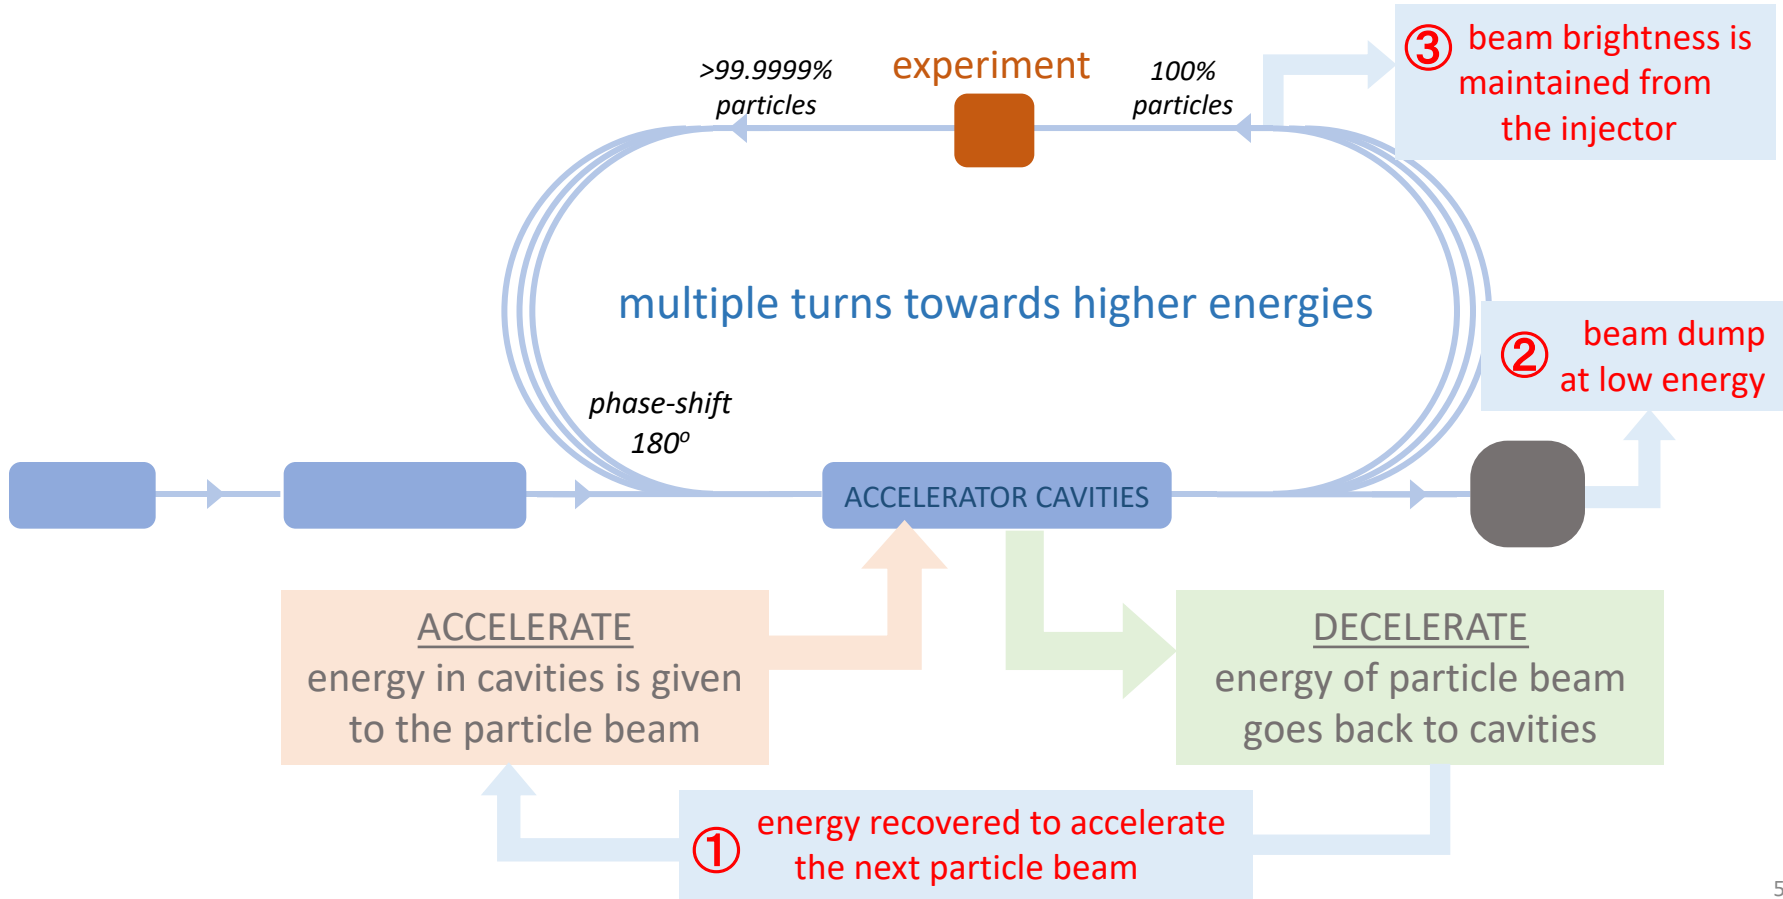 >99.9999%
particles
experiment
100%
particles
③ beam brightness is
maintained from
the injector
multiple turns towards higher energies
② beam dump
at low energy
phase-shift
180º
ACCELERATOR CAVITIES
ACCELERATE
energy in cavities is given
to the particle beam
DECELERATE
energy of particle beam
goes back to cavities
① energy recovered to accelerate
the next particle beam
5